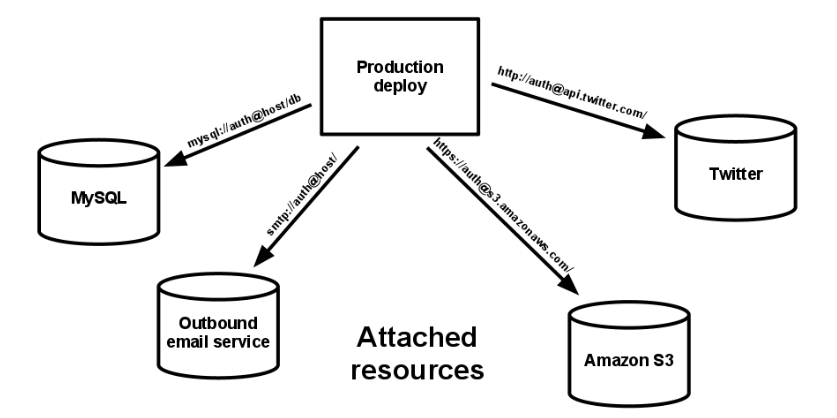 Production
deploy
mysql://auth@host/db
http://auth@api.twitter.com/
smtp://auth@host/
https://auth@s3.amazonaws.com/
MySQL
Twitter
Outbound
email service
Attached
resources
Amazon S3